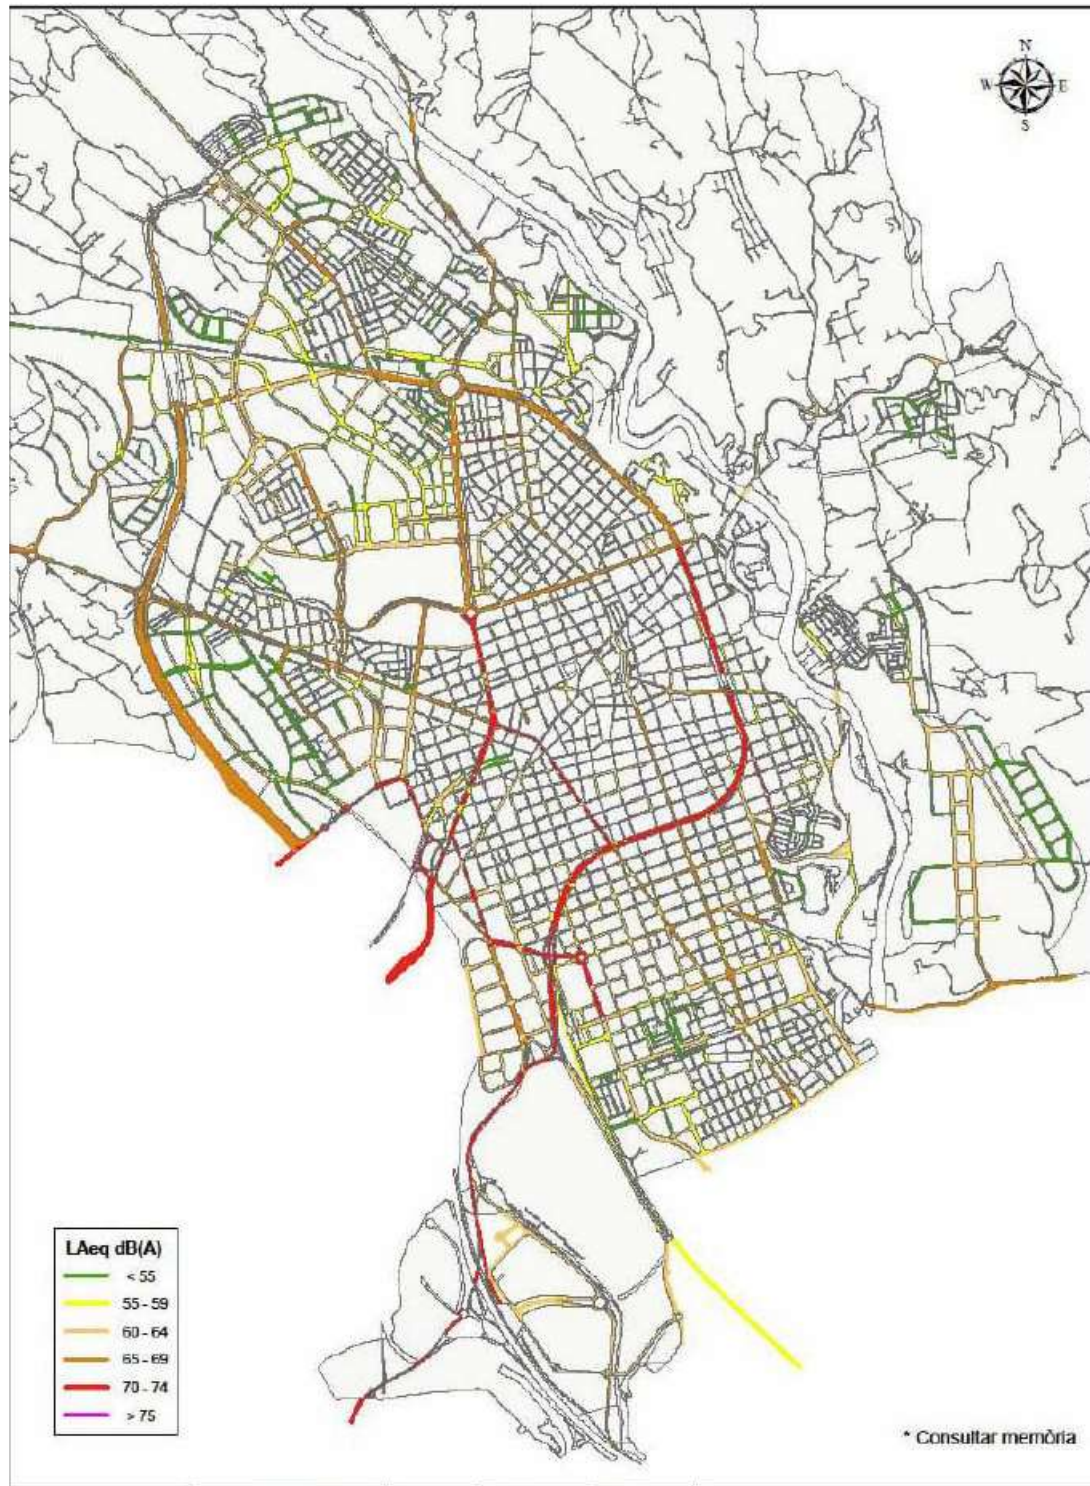 N
W E
S
LAeq dB(A)
< 55
55 - 59
60 - 64
65 - 69
70 - 74
> 75
* Consultar memòria